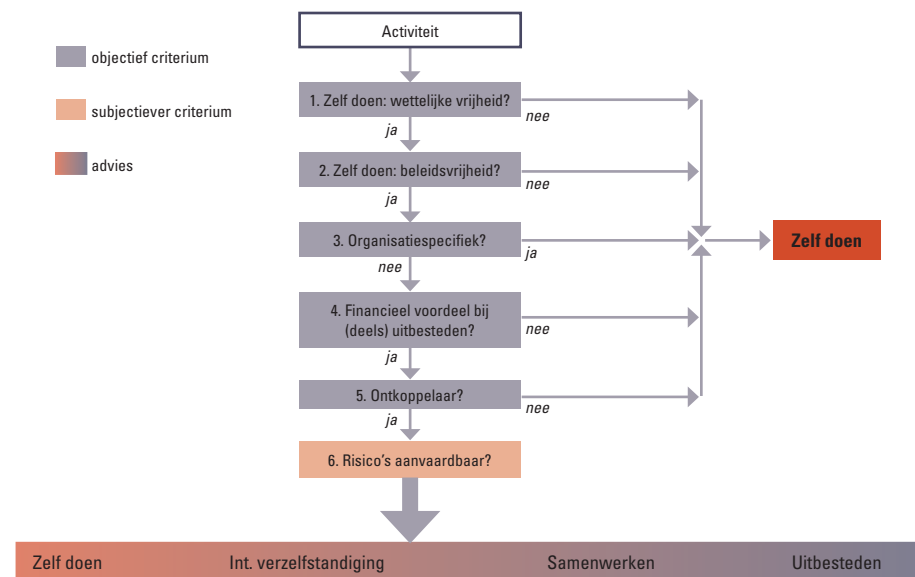 Activiteit
objectief criterium
subjectiever criterium
advies
1. Zelf doen: wettelijke vrijheid?
nee
ja
2. Zelf doen: beleidsvrijheid?
nee
ja
3. Organisatiespecifiek?
ja
nee
Zelf doen
4. Financieel voordeel bij
(deels) uitbesteden?
nee
ja
5. Ontkoppelaar?
nee
ja
6. Risico's aanvaardbaar?
Zelf doen Int. verzelfstandiging Samenwerken Uitbesteden